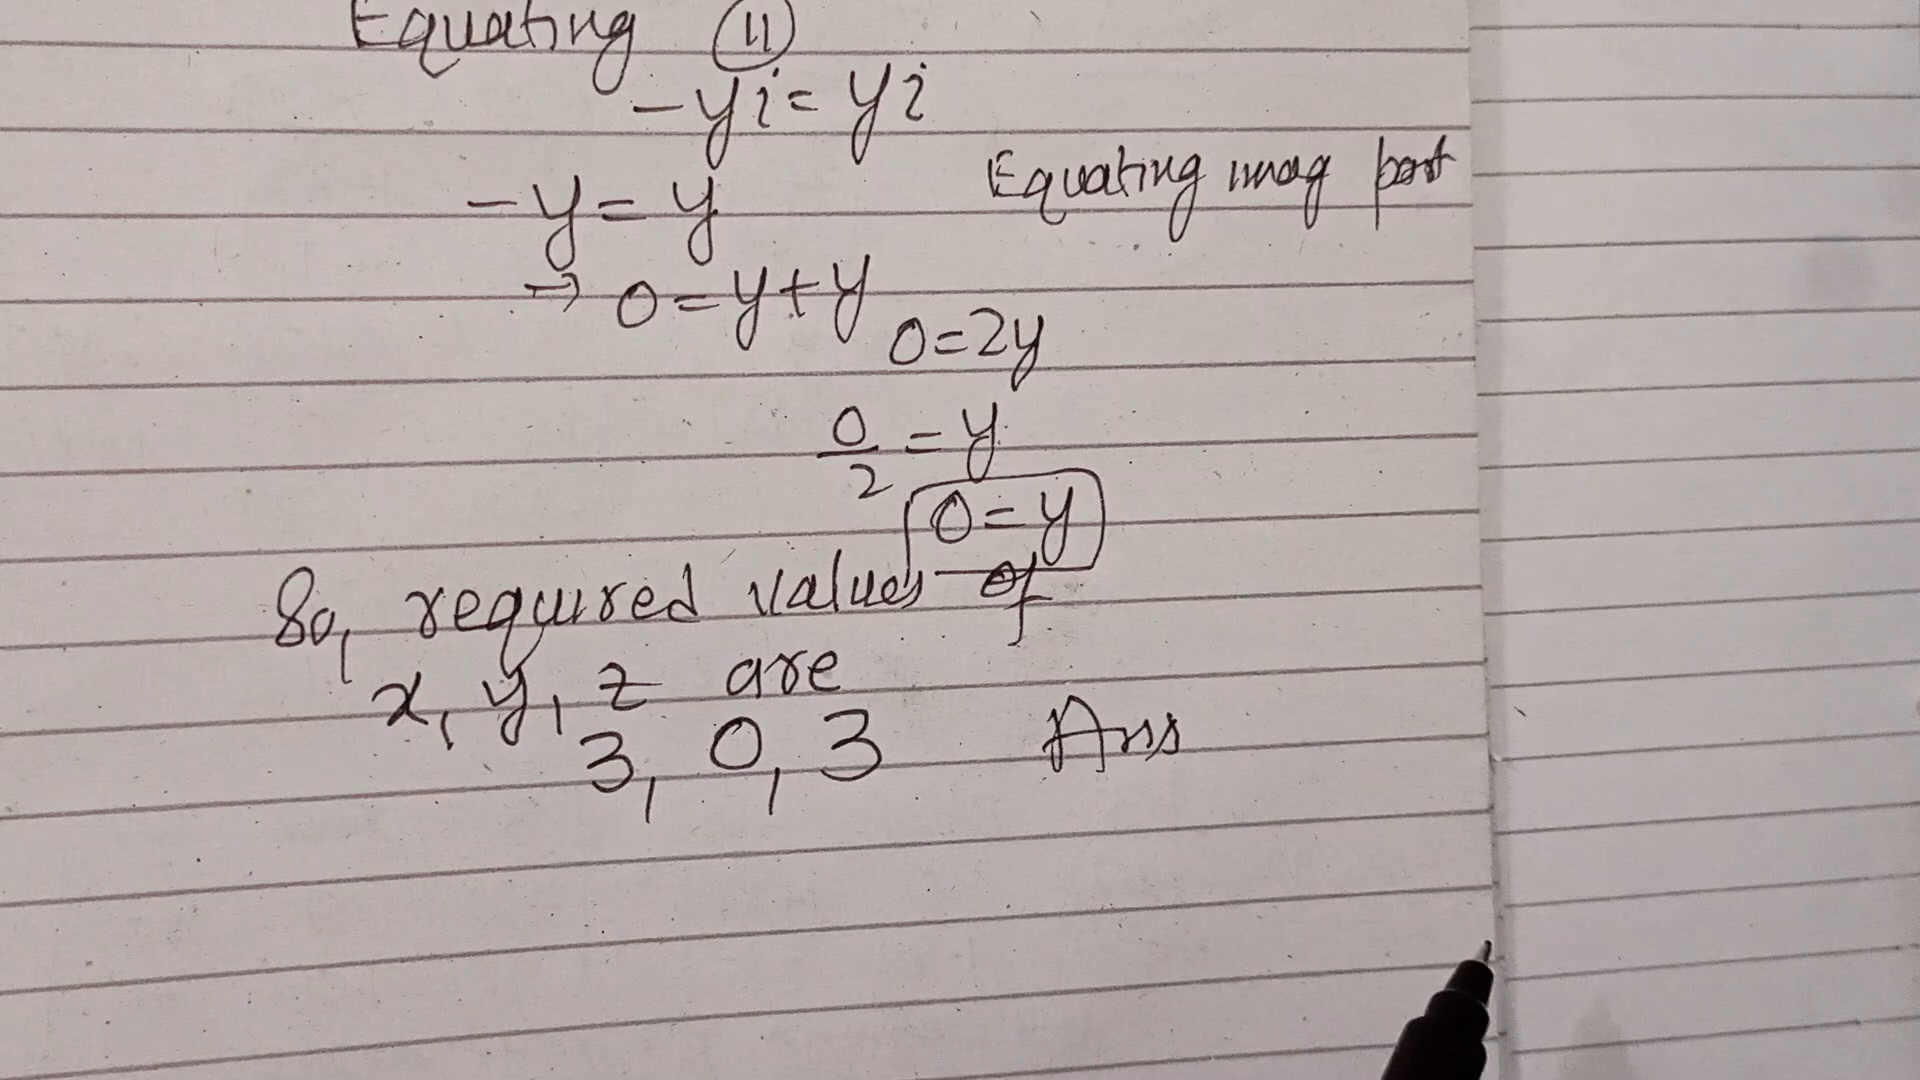 Equating (11)
-yi = yi
-y = y Equating imag part
→ 0 = y + y
0 = 2y
0/2 = y
0 = y
So, required values of
x, y, z are
3, 0, 3 Ans